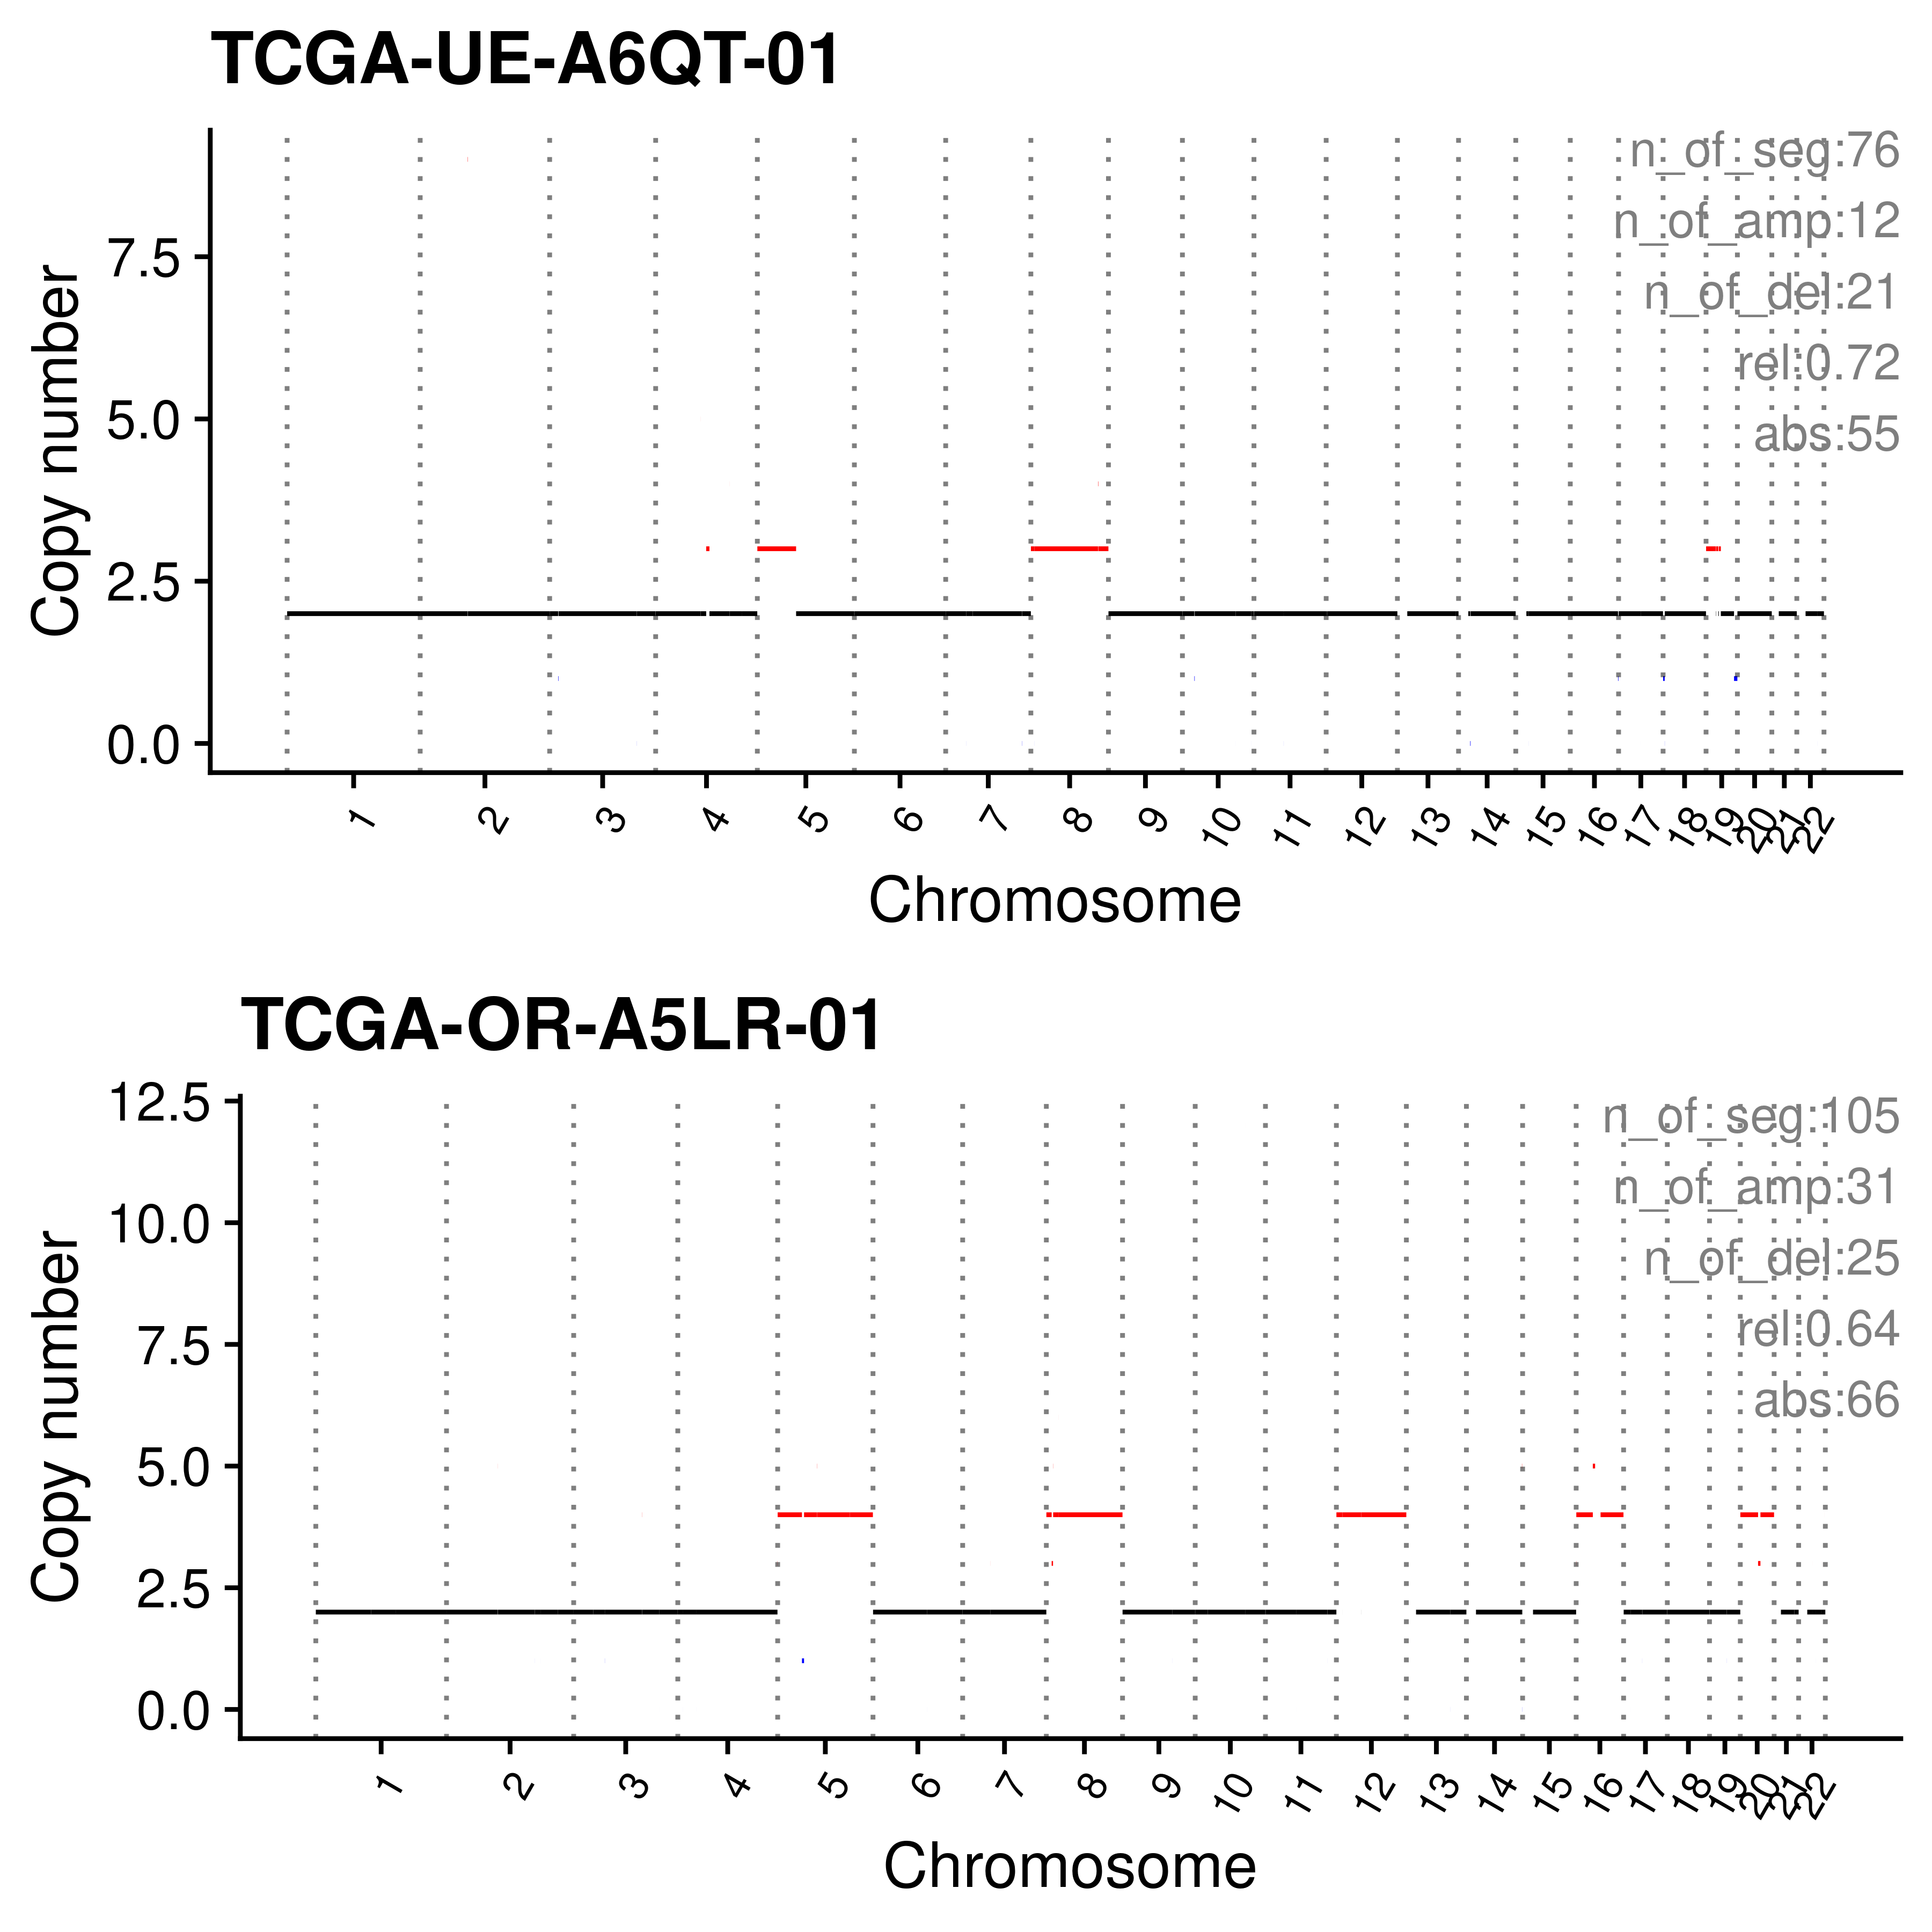 TCGA-UE-A6QT-01
n_of_seg:76
n_of_amp:12
n_of_del:21
rel:0.72
abs:55
Copy number
7.5
5.0
2.5
0.0
1 2 3 4 5 6 7 8 9 10 11 12 13 14 15 16 17 18 19 20 21 22
Chromosome
TCGA-OR-A5LR-01
n_of_seg:105
n_of_amp:31
n_of_del:25
rel:0.64
abs:66
Copy number
12.5
10.0
7.5
5.0
2.5
0.0
1 2 3 4 5 6 7 8 9 10 11 12 13 14 15 16 17 18 19 20 21 22
Chromosome